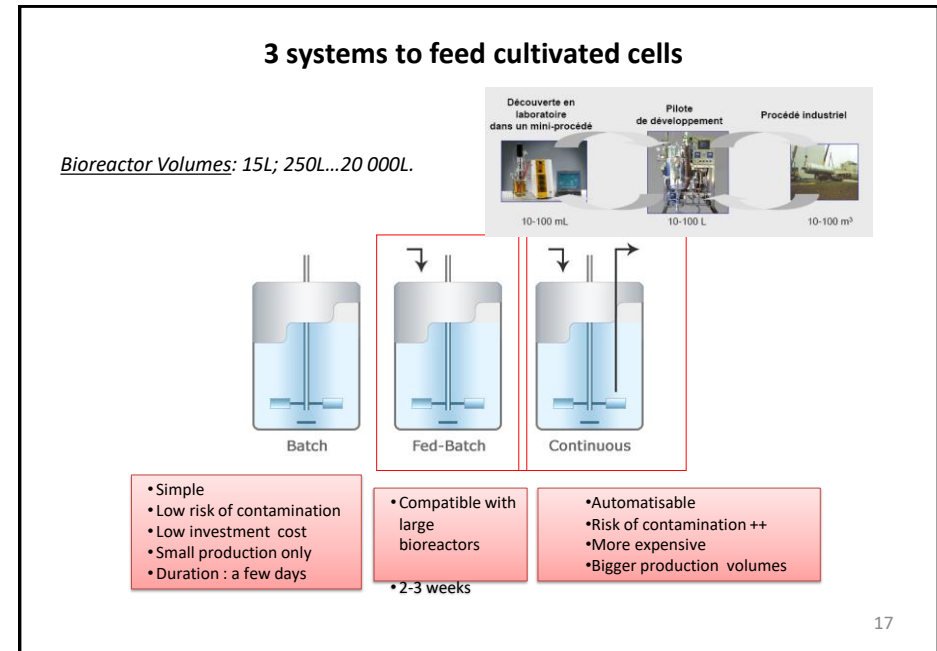 3 systems to feed cultivated cells
Découverte en
laboratoire
dans un mini-procédé
Pilote
de développement
Procédé industriel
10-100 mL
10-100 L
10-100 m³
Bioreactor Volumes: 15L; 250L...20 000L.
Batch
Fed-Batch
Continuous
• Simple
• Low risk of contamination
• Low investment cost
• Small production only
• Duration : a few days
• Compatible with
large
bioreactors
• 2-3 weeks
•Automatisable
•Risk of contamination ++
•More expensive
•Bigger production volumes
17